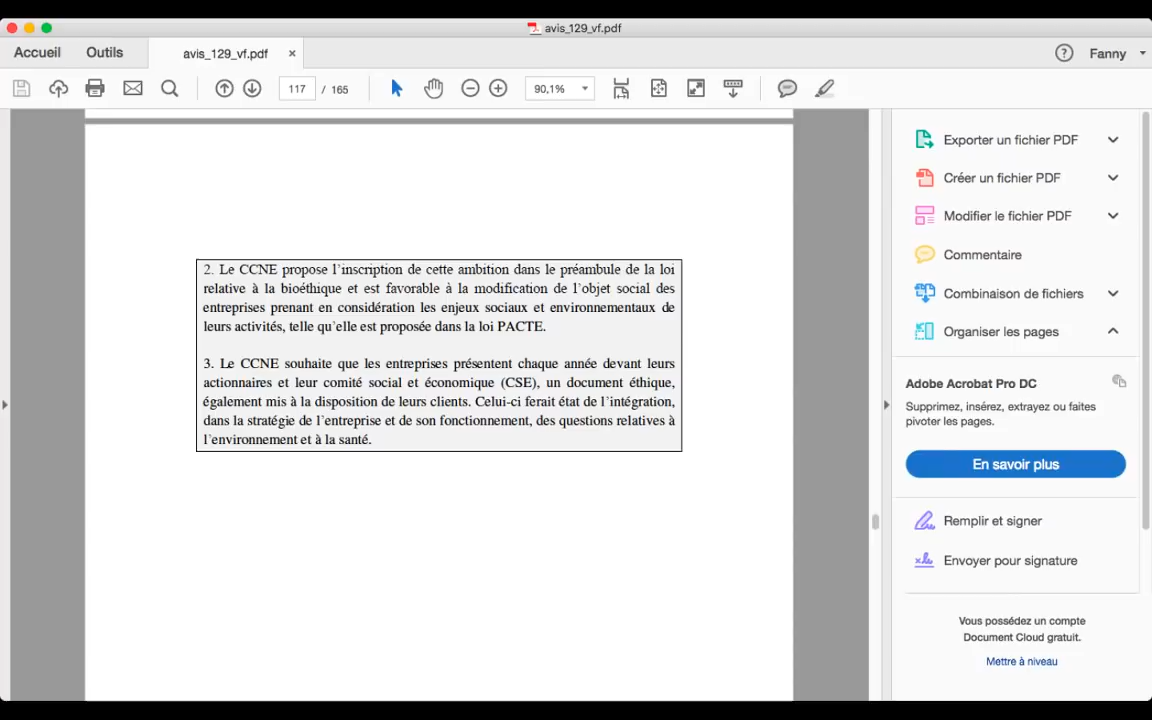 avis_129_vf.pdf
Accueil Outils avis_129_vf.pdf × ? Fanny
117 / 165 90,1%
2. Le CCNE propose l'inscription de cette ambition dans le préambule de la loi
relative à la bioéthique et est favorable à la modification de l'objet social des
entreprises prenant en considération les enjeux sociaux et environnementaux de
leurs activités, telle qu'elle est proposée dans la loi PACTE.
3. Le CCNE souhaite que les entreprises présentent chaque année devant leurs
actionnaires et leur comité social et économique (CSE), un document éthique,
également mis à la disposition de leurs clients. Celui-ci ferait état de l'intégration,
dans la stratégie de l'entreprise et de son fonctionnement, des questions relatives à
l'environnement et à la santé.
Exporter un fichier PDF
Créer un fichier PDF
Modifier le fichier PDF
Commentaire
Combinaison de fichiers
Organiser les pages
Adobe Acrobat Pro DC
Supprimez, insérez, extrayez ou faites
pivoter les pages.
En savoir plus
Remplir et signer
Envoyer pour signature
Vous possédez un compte
Document Cloud gratuit.
Mettre à niveau